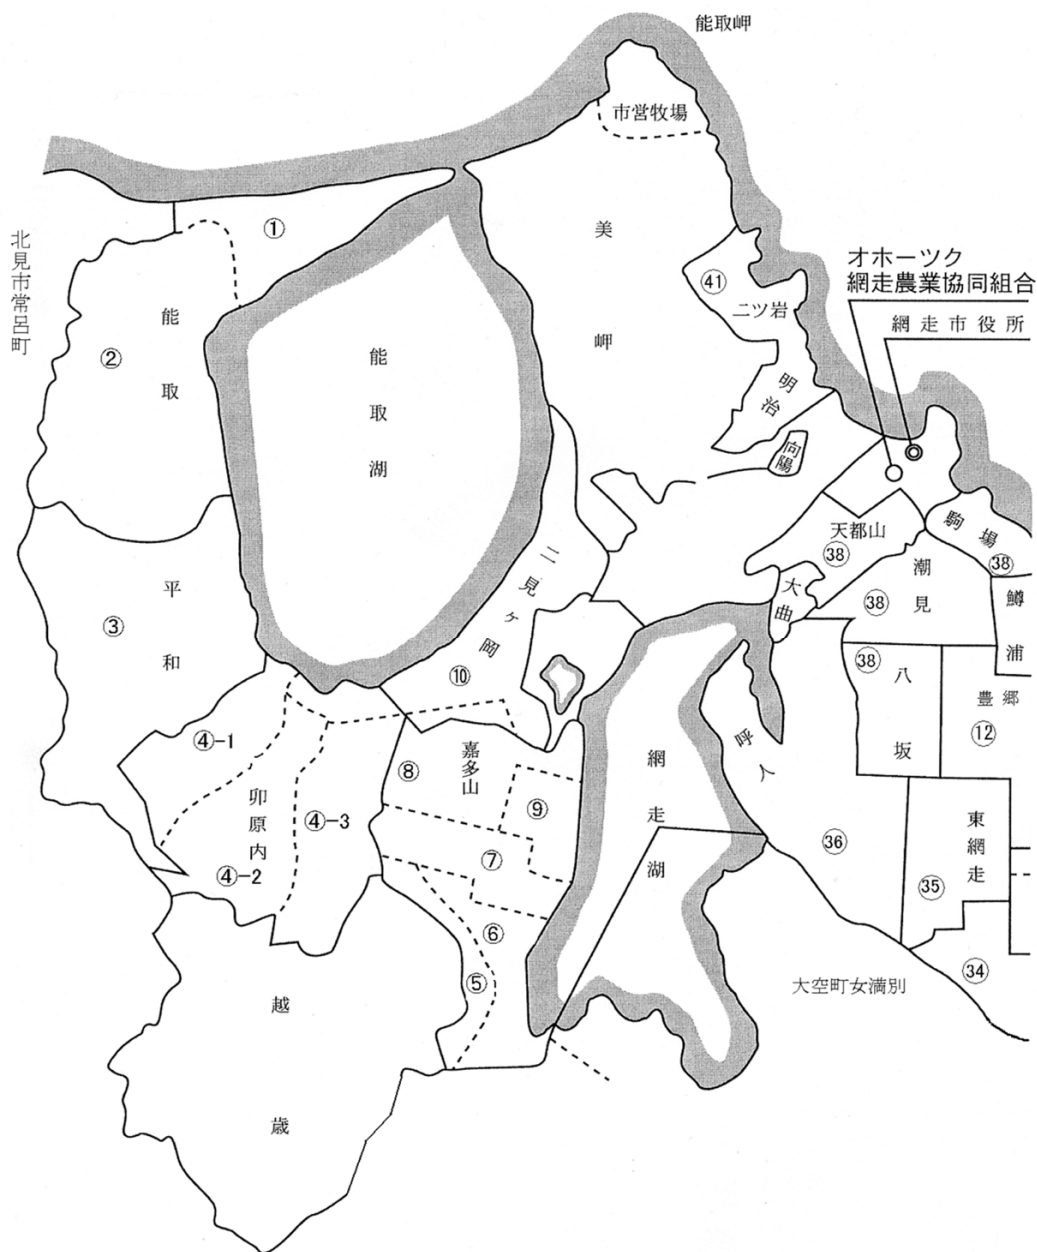 能取岬
市営牧場
①
北見市常呂町
美岬
㊶
二ツ岩
オホーツク
網走農業協同組合
網走市役所
能取
②
能取湖
明治
向陽
天都山
㊳
駒場
㊳
二見ヶ岡
⑩
大曲
潮見
㊳
鱒浦
平和
③
㊳
八坂
豊郷
⑫
呼人
④-1
嘉多山
⑧
網走湖
卯原内
④-3
⑨
㊱
東網走
④-2
⑦
㉟
⑥
⑤
㉞
大空町女満別
越歳